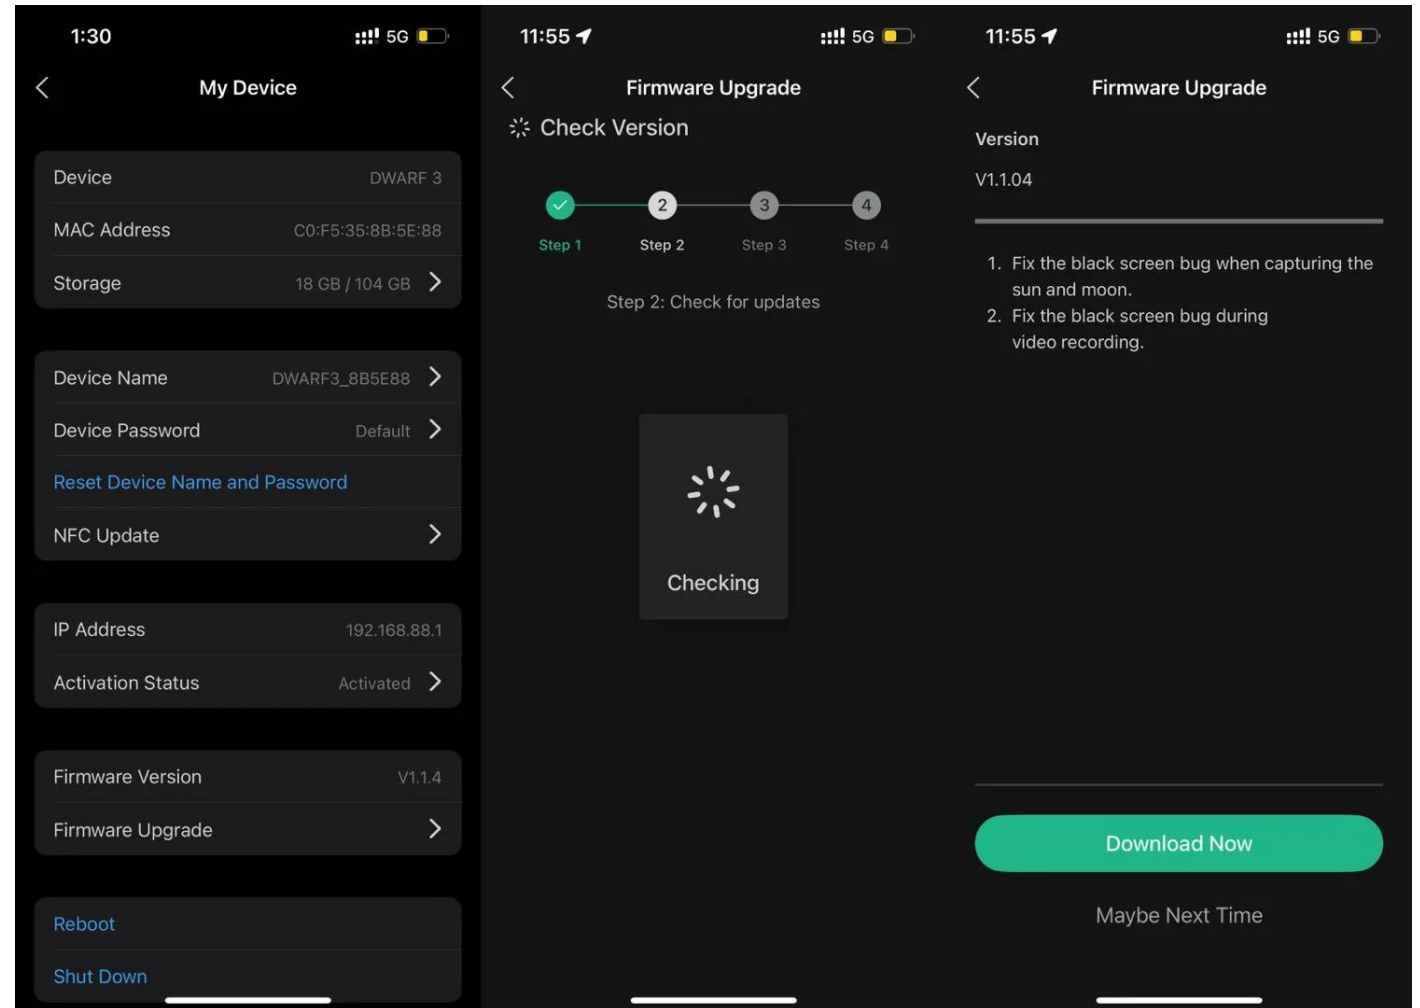 1:30
5G
My Device
Device
DWARF 3
MAC Address
C0:F5:35:8B:5E:88
Storage
18 GB / 104 GB
Device Name
DWARF3_8B5E88
Device Password
Default
Reset Device Name and Password
NFC Update
IP Address
192.168.88.1
Activation Status
Activated
Firmware Version
V1.1.4
Firmware Upgrade
Reboot
Shut Down
11:55
5G
Firmware Upgrade
Check Version
2
3
4
Step 1
Step 2
Step 3
Step 4
Step 2: Check for updates
Checking
11:55
5G
Firmware Upgrade
Version
V1.1.04
1. Fix the black screen bug when capturing the
sun and moon.
2. Fix the black screen bug during
video recording.
Download Now
Maybe Next Time